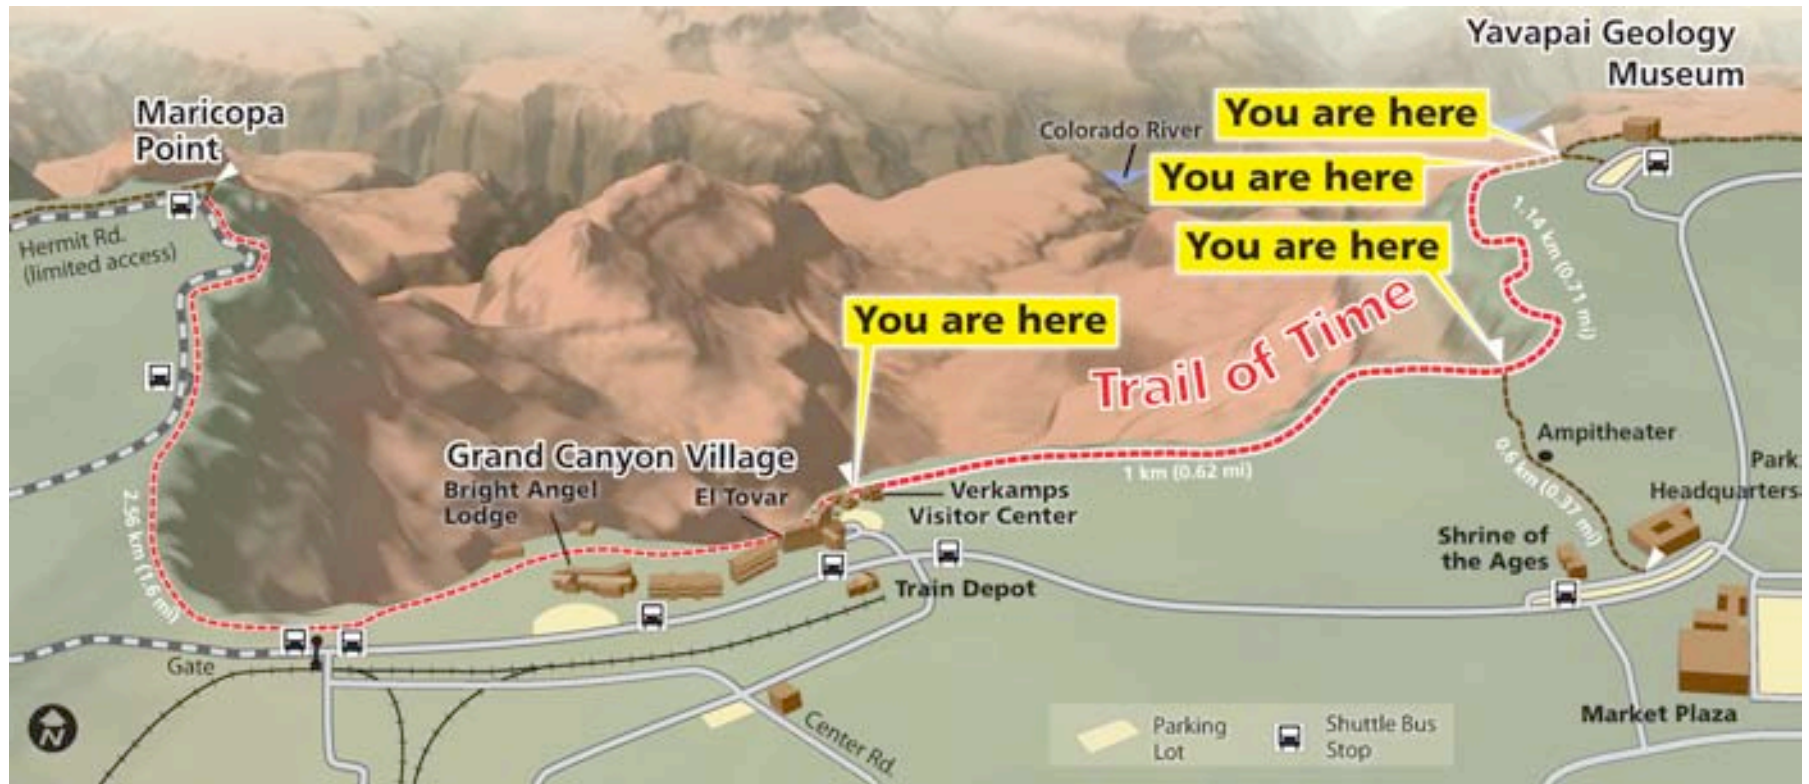 Yavapai Geology
Museum
Maricopa
Point
You are here
Colorado River
You are here
Hermit Rd.
(limited access)
1.14 km (0.71 mi)
You are here
You are here
Trail of Time
Ampitheater
Grand Canyon Village
Bright Angel
Lodge
El Tovar
Verkamps
Visitor Center
1 km (0.62 mi)
0.6 km (0.37 mi)
Park
Headquarters
2.56 km (1.6 mi)
Shrine of
the Ages
Train Depot
Gate
Center Rd.
Market Plaza
Parking
Lot
Shuttle Bus
Stop
N